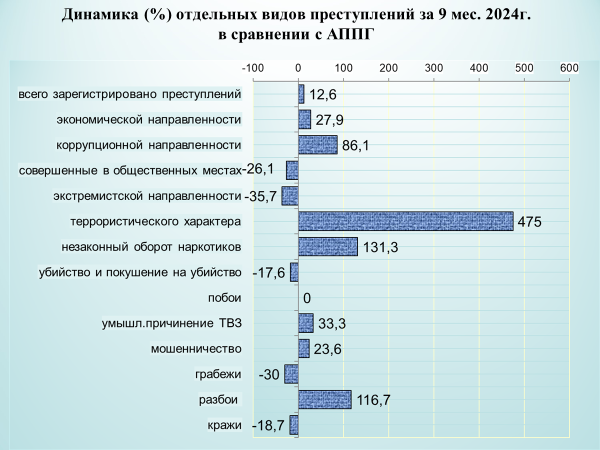 Динамика (%) отдельных видов преступлений за 9 мес. 2024г.
в сравнении с АППГ
-100 0 100 200 300 400 500 600
всего зарегистрировано преступлений 12,6
экономической направленности 27,9
коррупционной направленности 86,1
совершенные в общественных местах -26,1
экстремистской направленности -35,7
террористического характера 475
незаконный оборот наркотиков 131,3
убийство и покушение на убийство -17,6
побои 0
умышл.причинение ТВЗ 33,3
мошенничество 23,6
грабежи -30
разбои 116,7
кражи -18,7